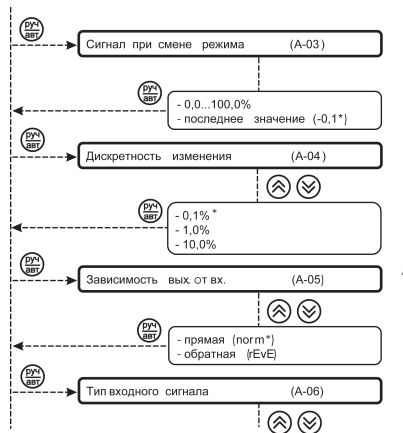 руч
авт
Сигнал при смене режима (А-03)
руч
авт
- 0,0...100,0%
- последнее значение (-0,1*)
руч
авт
Дискретность изменения (А-04)
руч
авт
- 0,1% *
- 1,0%
- 10,0%
руч
авт
Зависимость вых. от вх. (А-05)
руч
авт
- прямая (norm*)
- обратная (rEvE)
руч
авт
Тип входного сигнала (А-06)